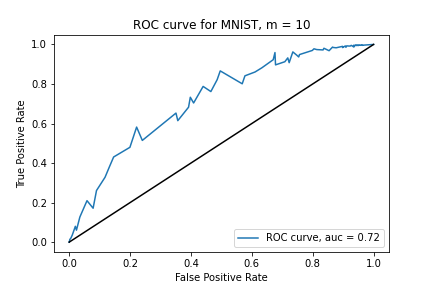 ROC curve for MNIST, m = 10
1.0
0.8
0.6
0.4
0.2
0.0
True Positive Rate
ROC curve, auc = 0.72
0.0 0.2 0.4 0.6 0.8 1.0
False Positive Rate